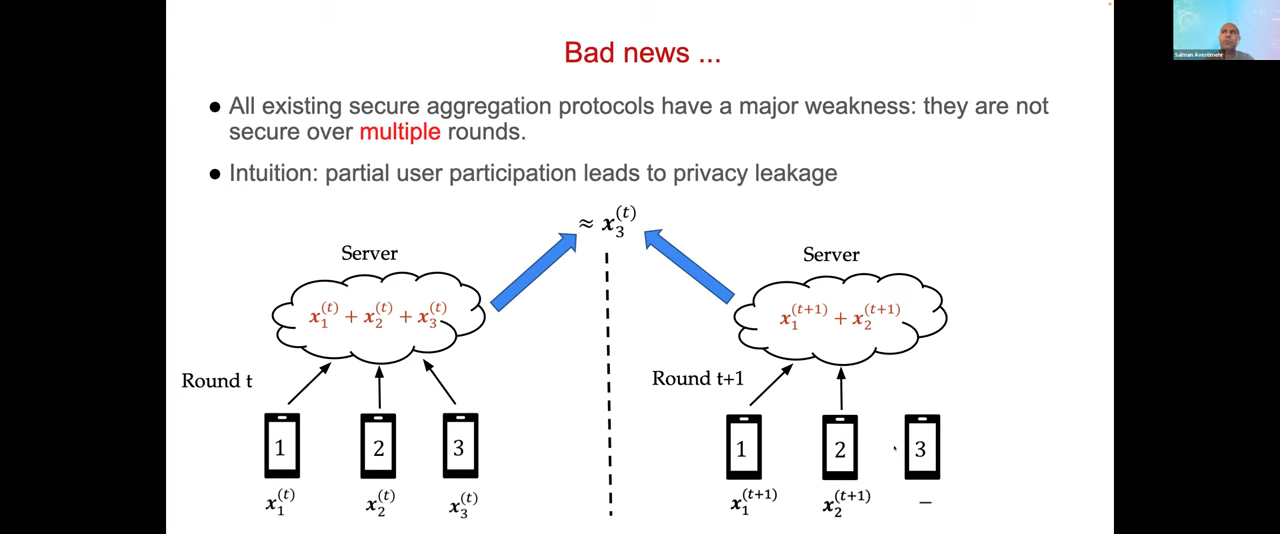 Bad news ...
Salman Avestimehr
● All existing secure aggregation protocols have a major weakness: they are not
secure over multiple rounds.
● Intuition: partial user participation leads to privacy leakage
≈ x₃⁽ᵗ⁾
Server
Server
x₁⁽ᵗ⁾ + x₂⁽ᵗ⁾ + x₃⁽ᵗ⁾
x₁⁽ᵗ⁺¹⁾ + x₂⁽ᵗ⁺¹⁾
Round t
Round t+1
1 2 3
1 2 3
x₁⁽ᵗ⁾ x₂⁽ᵗ⁾ x₃⁽ᵗ⁾
x₁⁽ᵗ⁺¹⁾ x₂⁽ᵗ⁺¹⁾ –